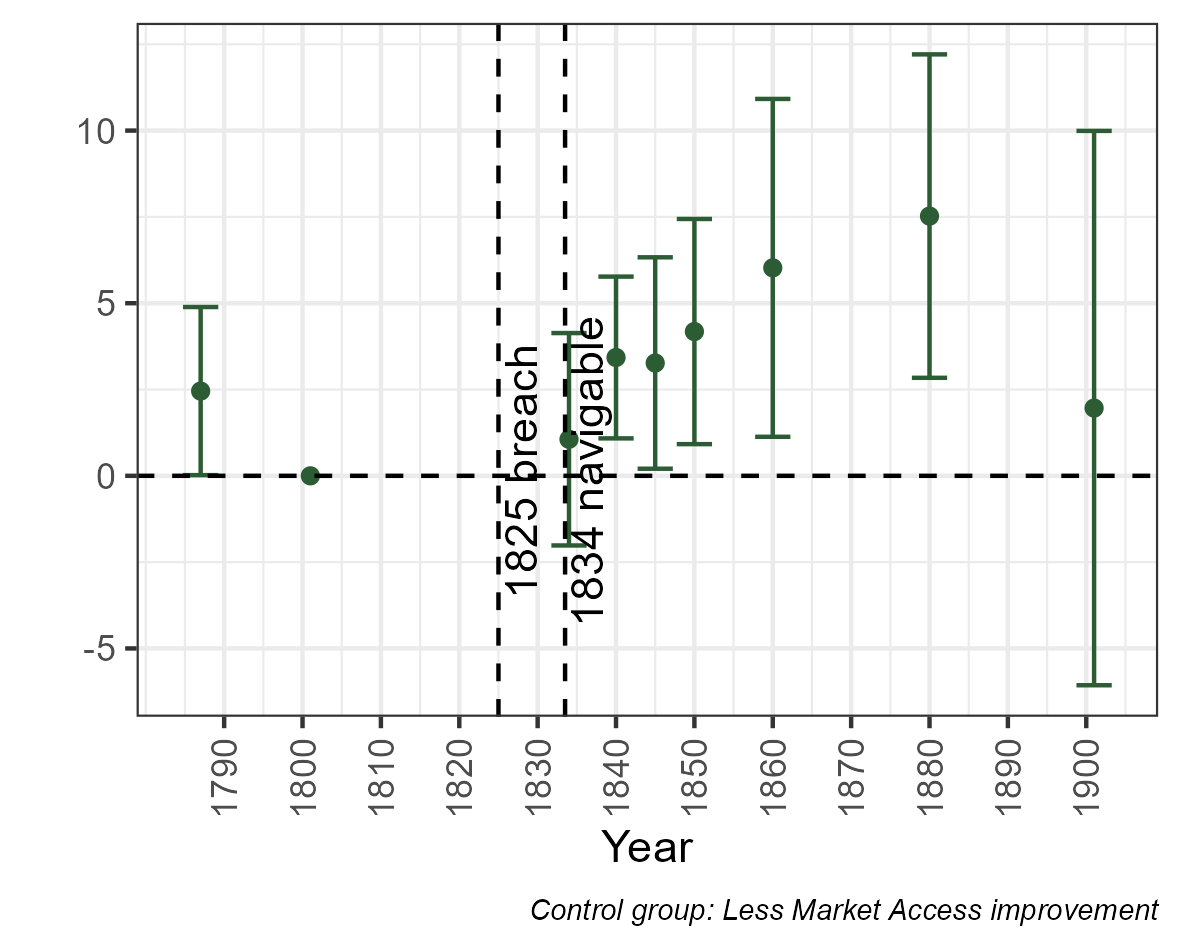 10
5
0
-5
1825 breach
1834 navigable
1790 1800 1810 1820 1830 1840 1850 1860 1870 1880 1890 1900
Year
Control group: Less Market Access improvement